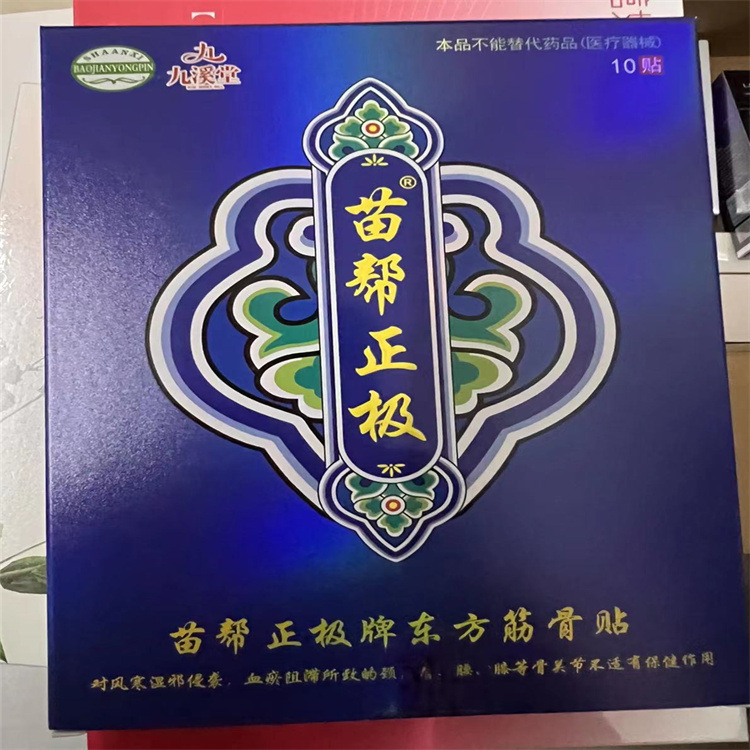 SHAANXI
BAOJIANYONGPIN
九
九溪堂
本品不能替代药品(医疗器械)
10贴
苗帮正极®
苗帮正极牌东方筋骨贴
对风寒湿邪侵袎、血瘀阻滞所致的颈、腰、膝等骨关节不适有保健作用